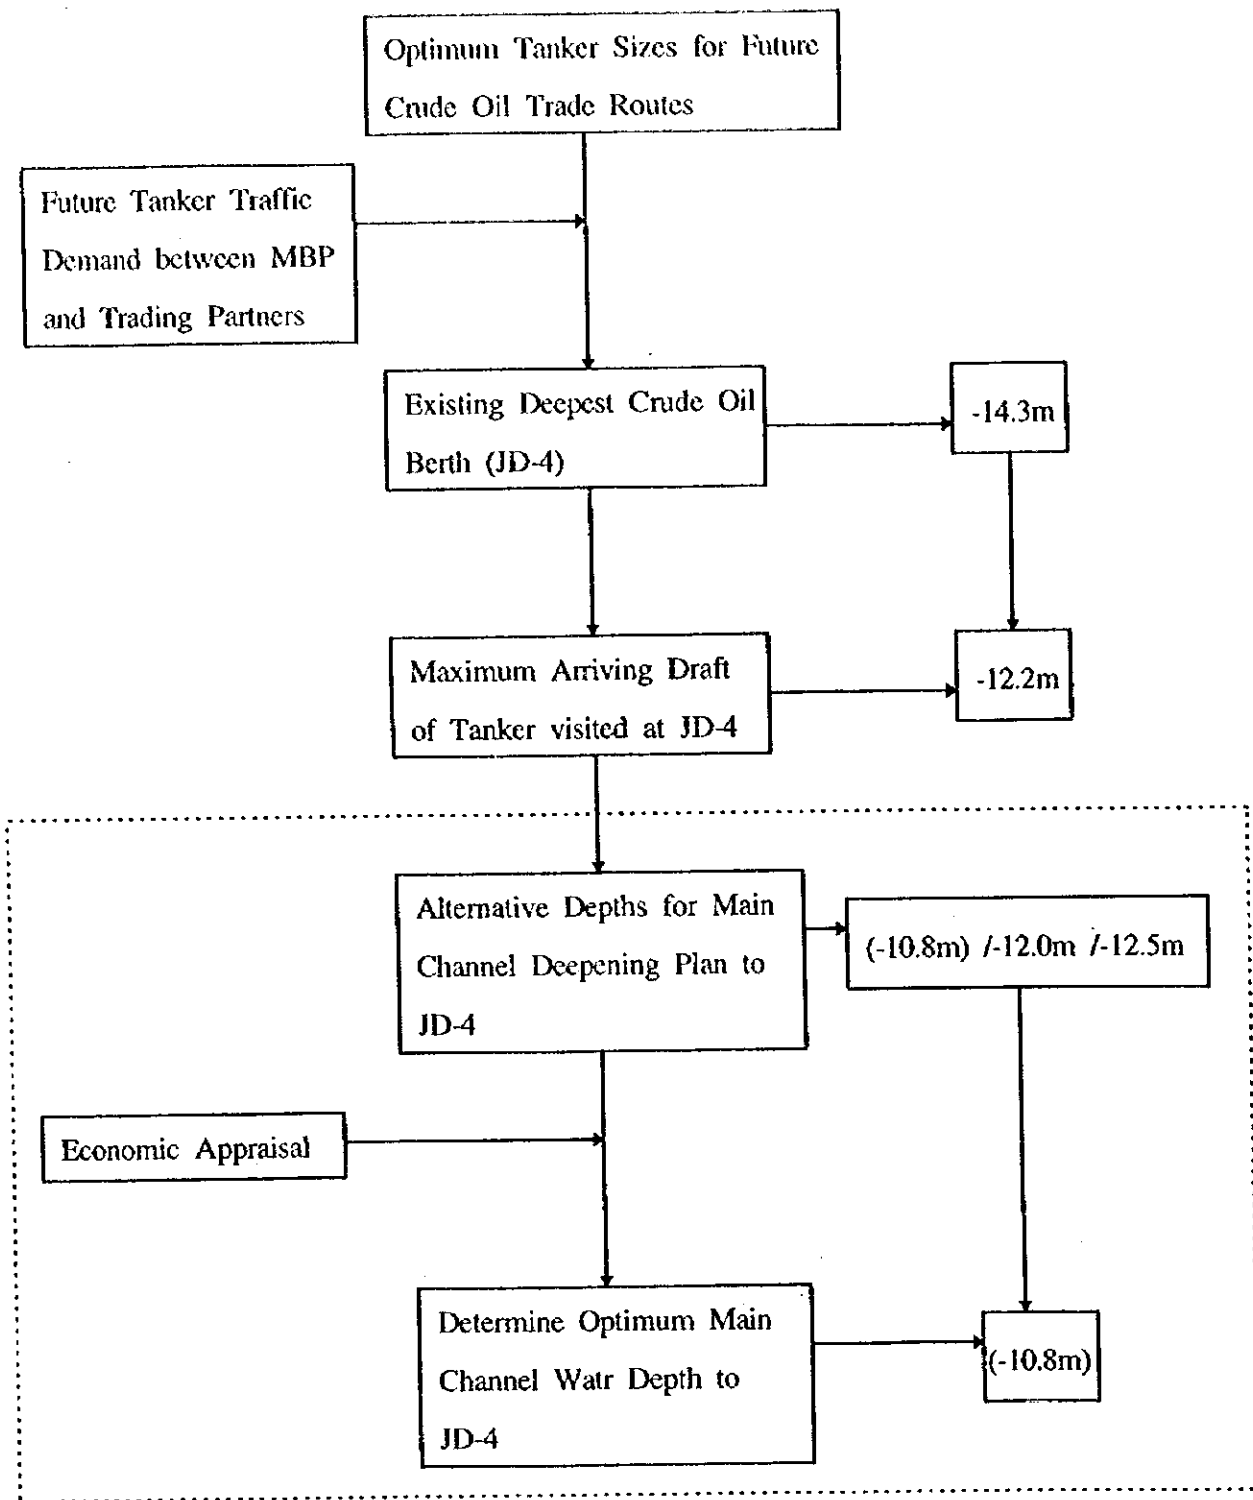 Optimum Tanker Sizes for Future
Crude Oil Trade Routes
Future Tanker Traffic
Demand between MBP
and Trading Partners
Existing Deepest Crude Oil
Berth (JD-4)
-14.3m
Maximum Arriving Draft
of Tanker visited at JD-4
-12.2m
Alternative Depths for Main
Channel Deepening Plan to
JD-4
(-10.8m) /-12.0m /-12.5m
Economic Appraisal
Determine Optimum Main
Channel Watr Depth to
JD-4
(-10.8m)